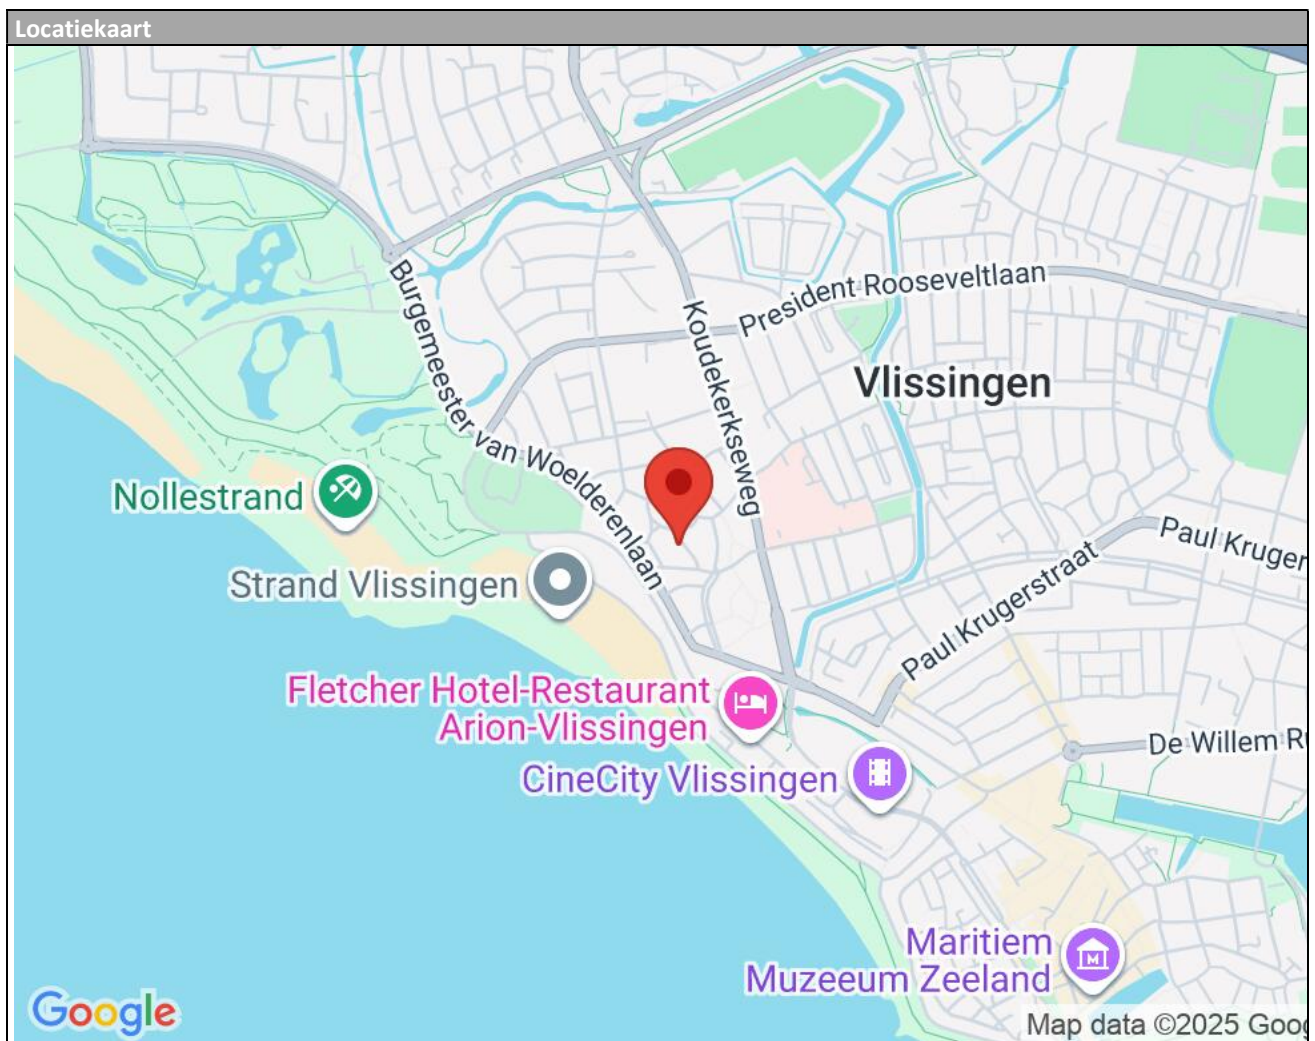 Locatiekaart
Burgemeester van Woelderenlaan
Koudekerkseweg
President Rooseveltlaan
Vlissingen
Nollestrand
Strand Vlissingen
Paul Kruger
Paul Krugerstraat
Fletcher Hotel-Restaurant
Arion-Vlissingen
De Willem R
CineCity Vlissingen
Maritiem
Muzeeum Zeeland
M
Google
Map data ©2025 Goog